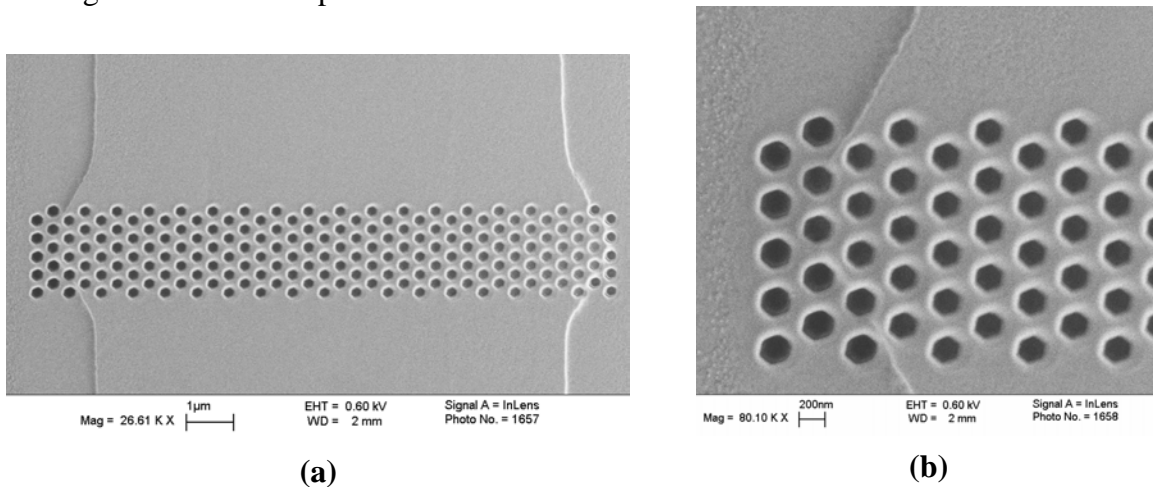 1μm
Mag = 26.61 K X
EHT = 0.60 kV
WD = 2 mm
Signal A = InLens
Photo No. = 1657
(a)
200nm
Mag = 80.10 K X
EHT = 0.60 kV
WD = 2 mm
Signal A = InLens
Photo No. = 1658
(b)